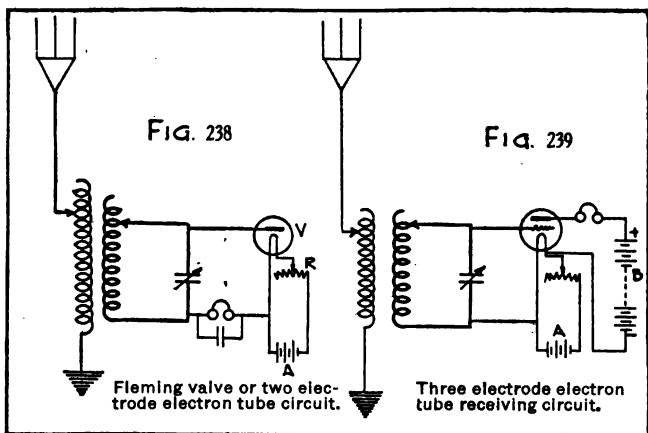 FIG. 238
FIG. 239
V
R
A
+
B
A
Fleming valve or two elec-
trode electron tube circuit.
Three electrode electron
tube receiving circuit.